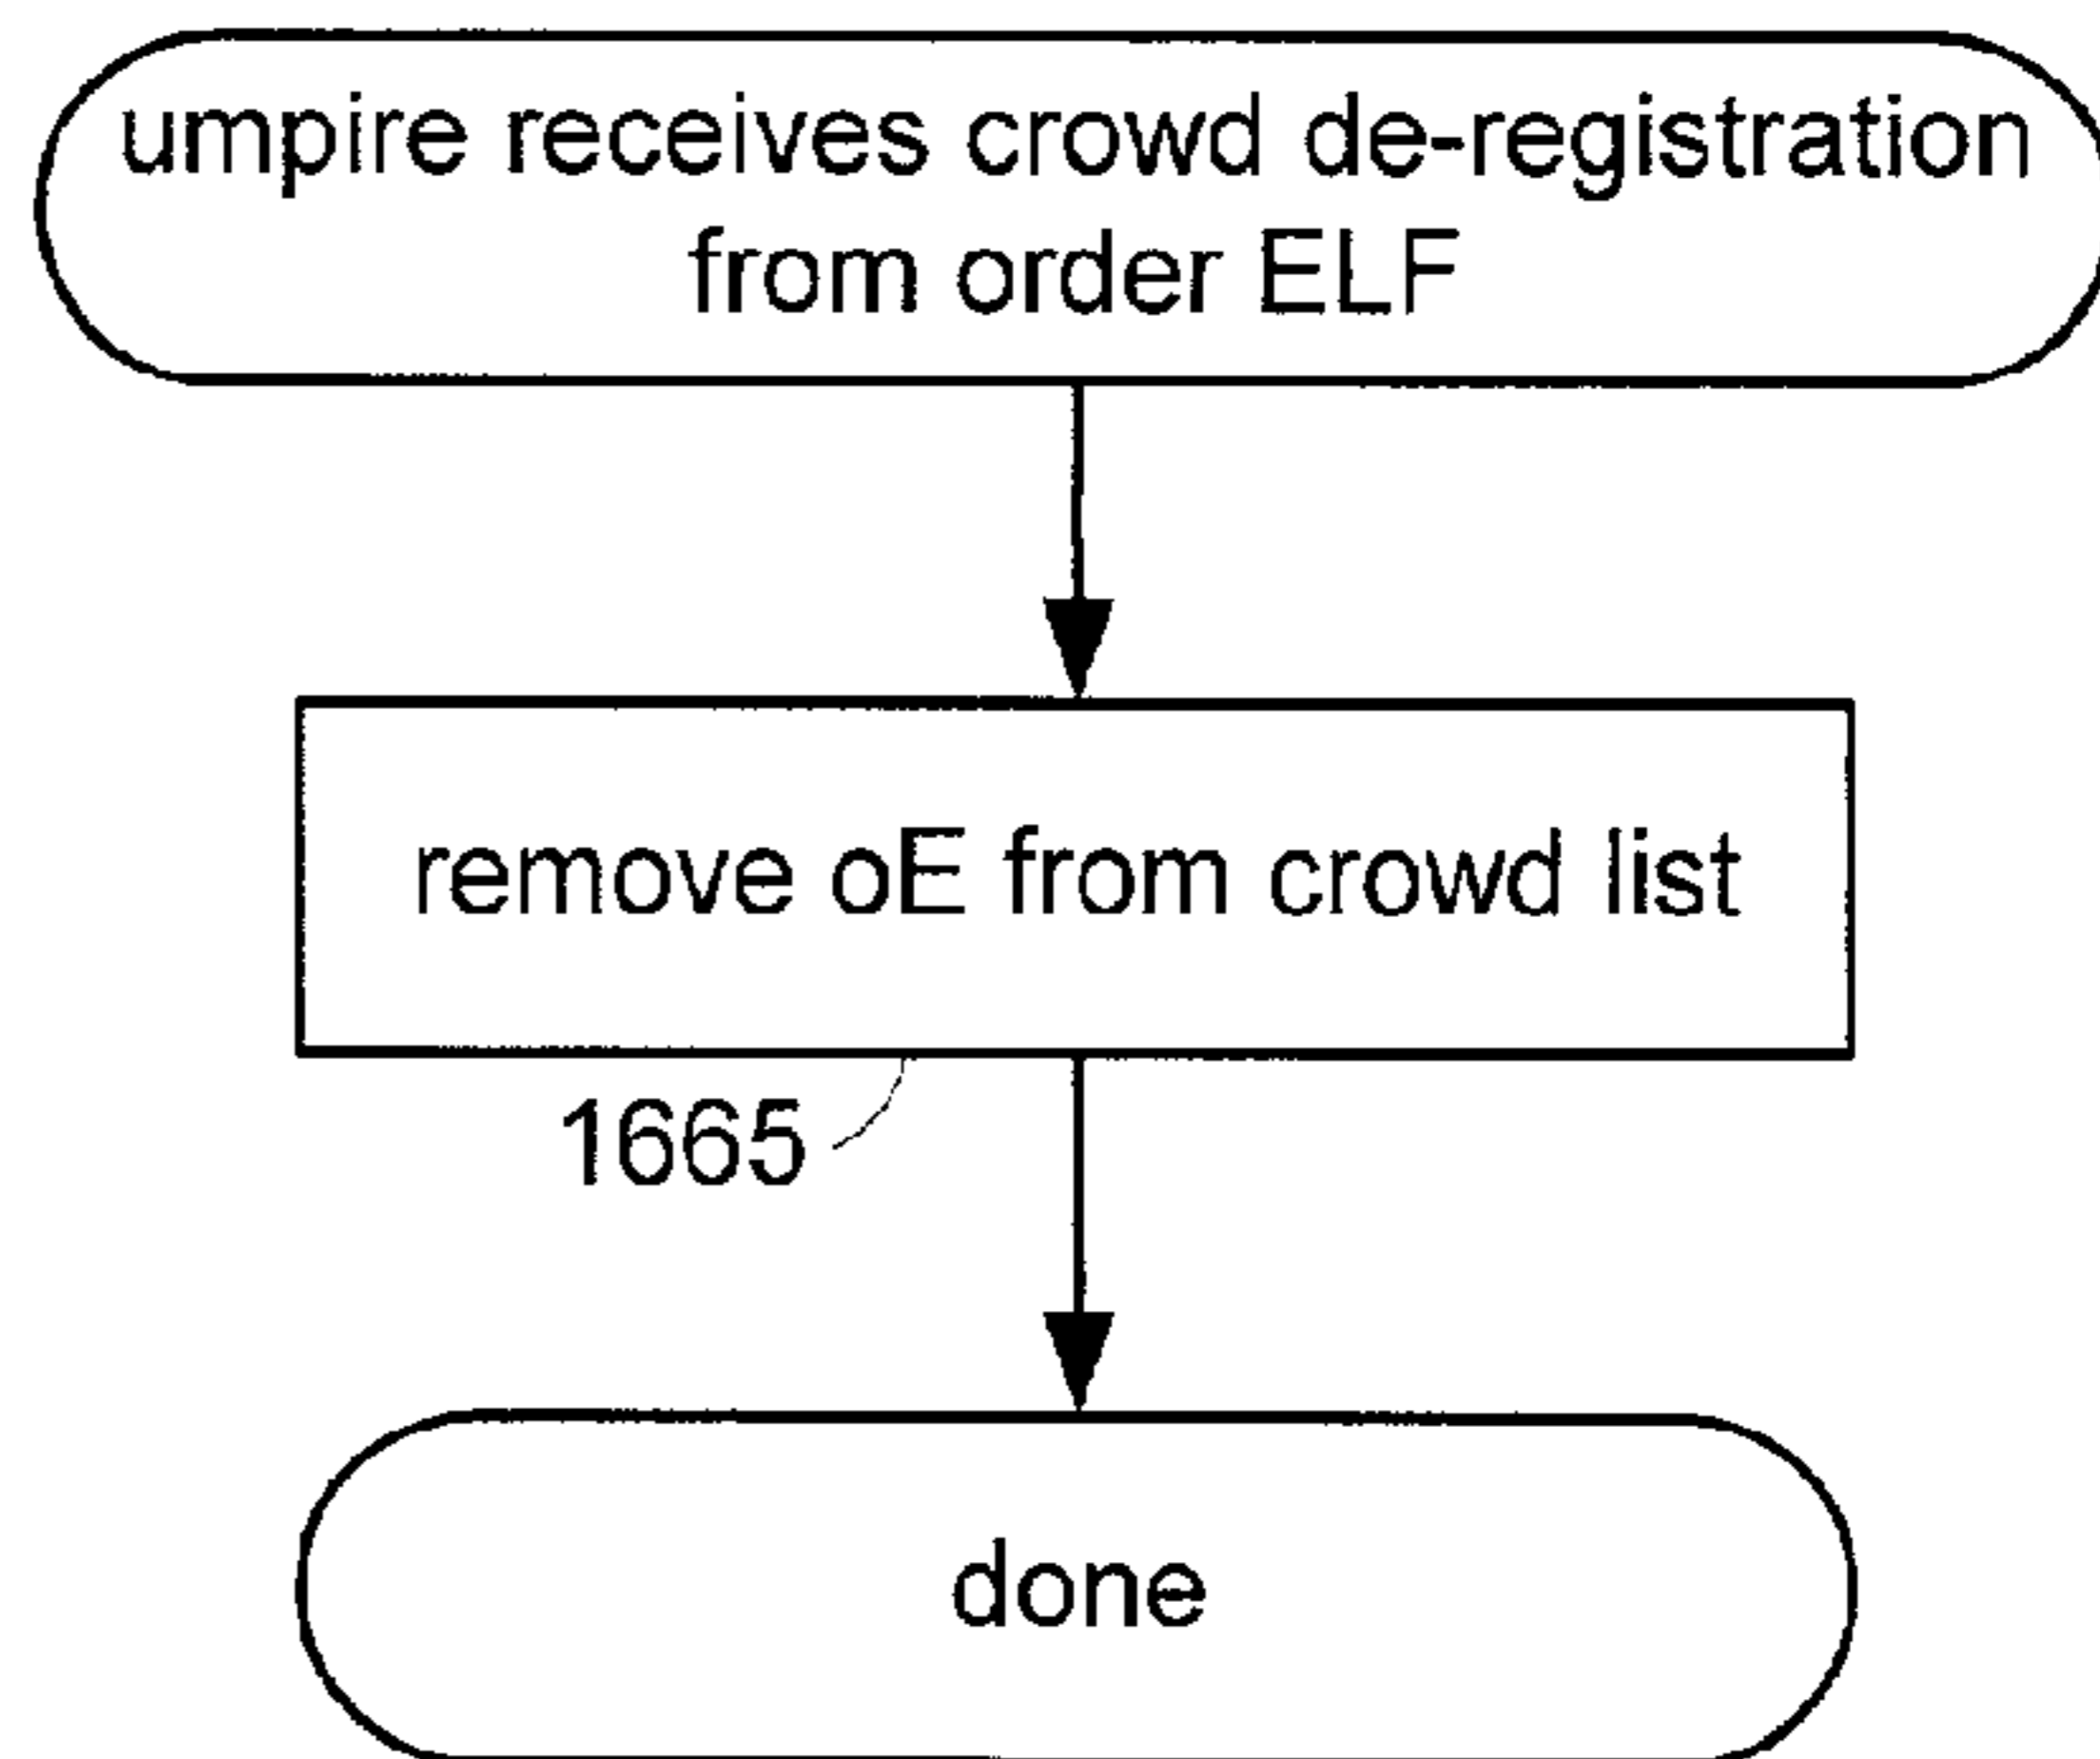 umpire receives crowd de-registration
from order ELF
remove oE from crowd list
1665
done